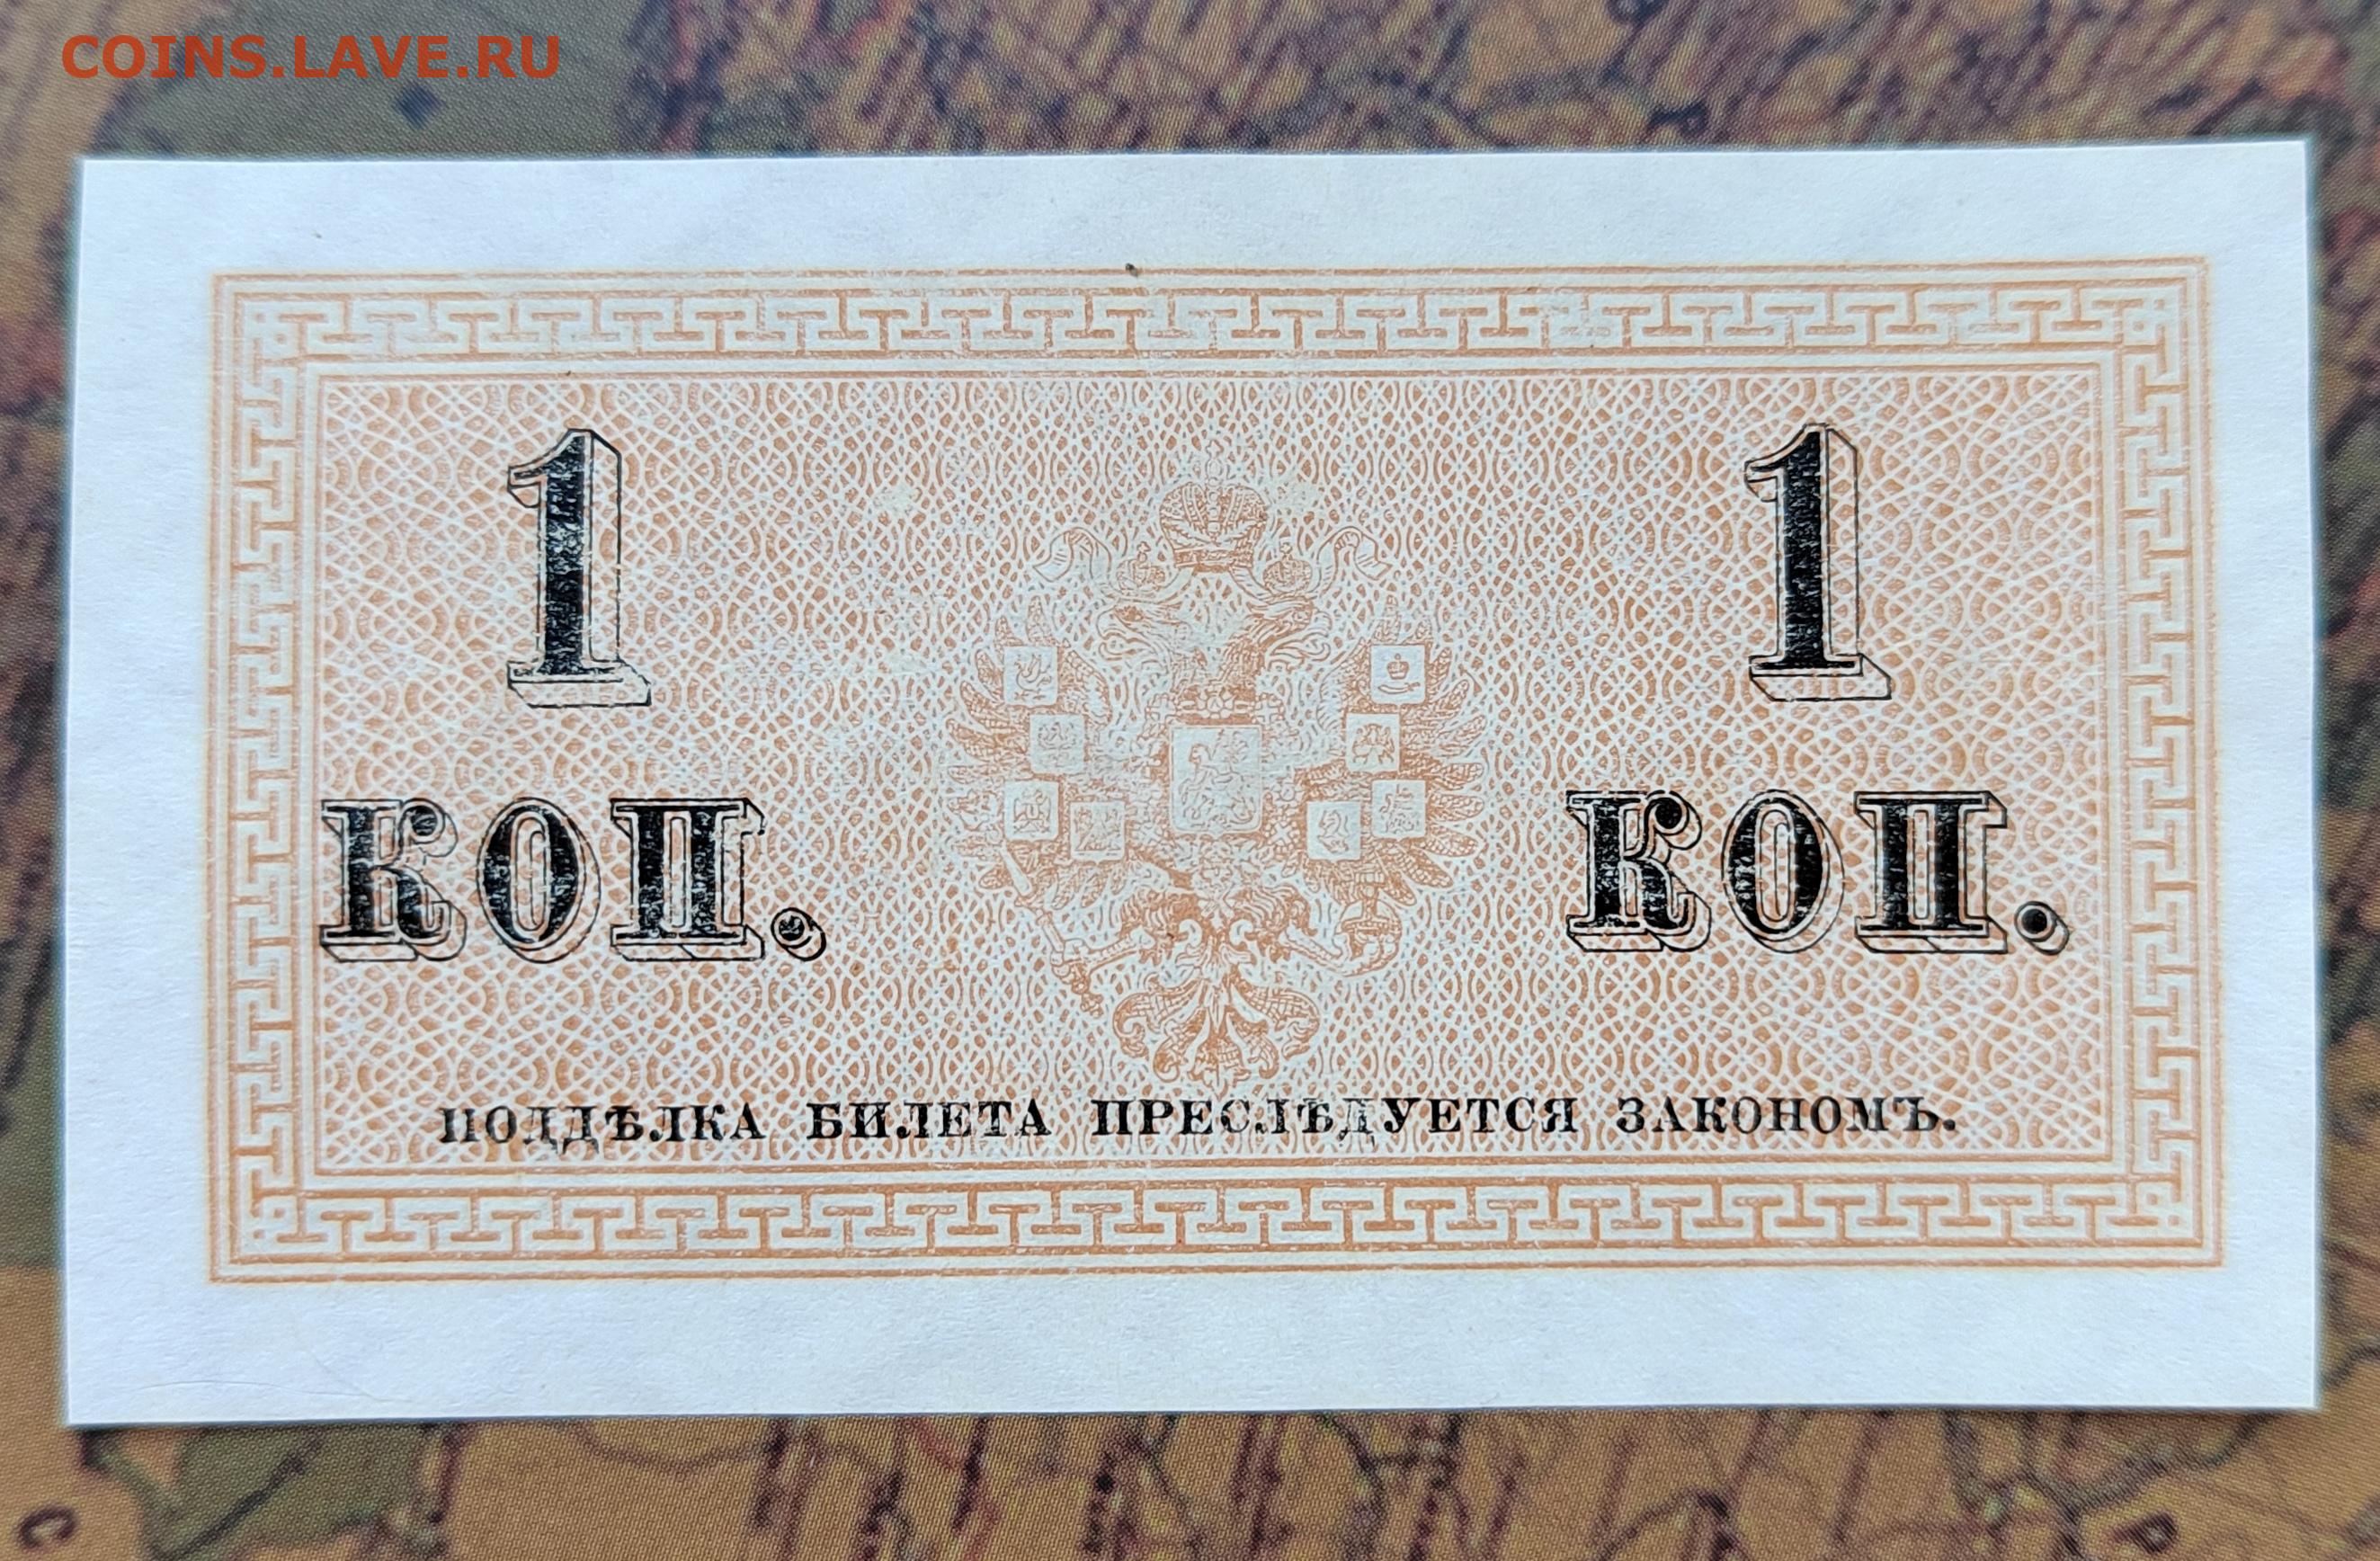 COINS.LAVE.RU
1 1
КОП. КОП.
ПОДДѢЛКА БИЛЕТА ПРЕСЛѢДУЕТСЯ ЗАКОНОМЪ.
С
Р